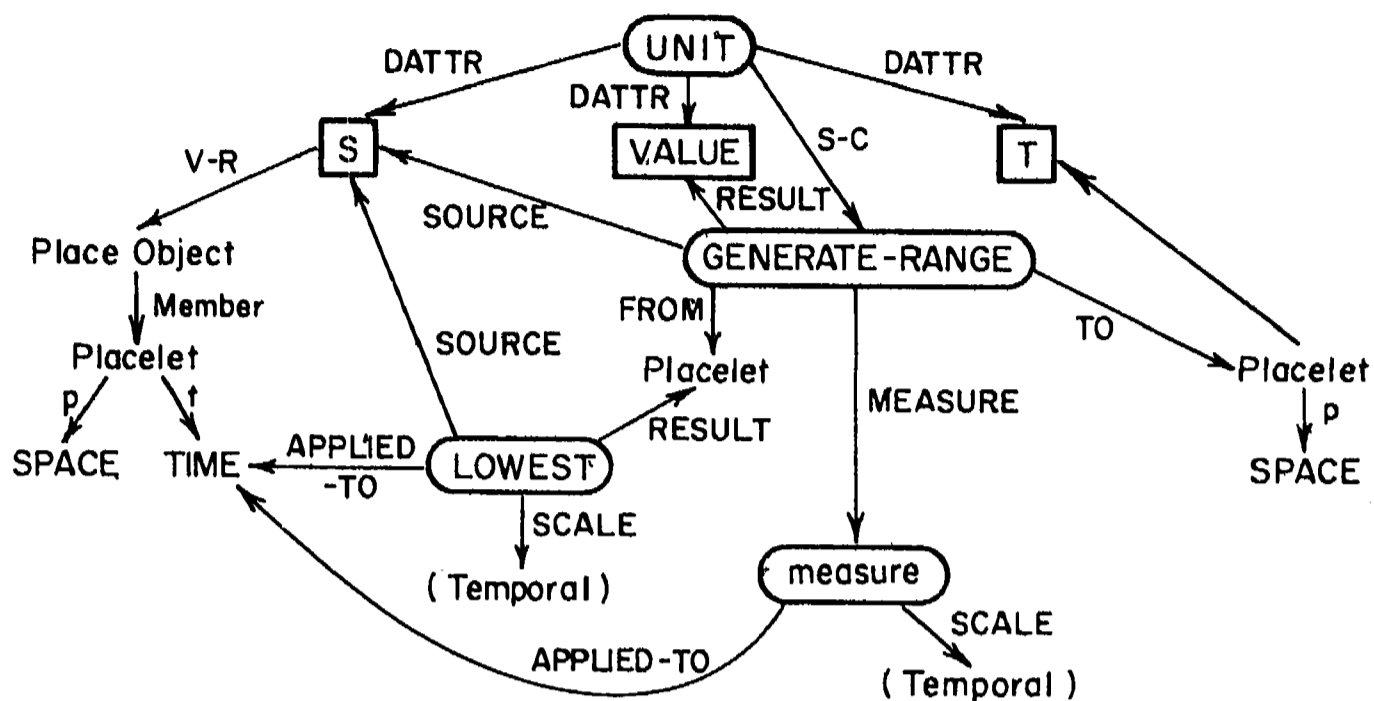 UNIT
DATTR
DATTR
DATTR
S
VALUE
T
V-R
S-C
RESULT
SOURCE
Place Object
GENERATE-RANGE
Member
FROM
TO
SOURCE
Placelet
Placelet
Placelet
p
t
MEASURE
p
RESULT
SPACE
TIME
APPLIED
-TO
LOWEST
SPACE
SCALE
(Temporal)
measure
SCALE
APPLIED-TO
(Temporal)